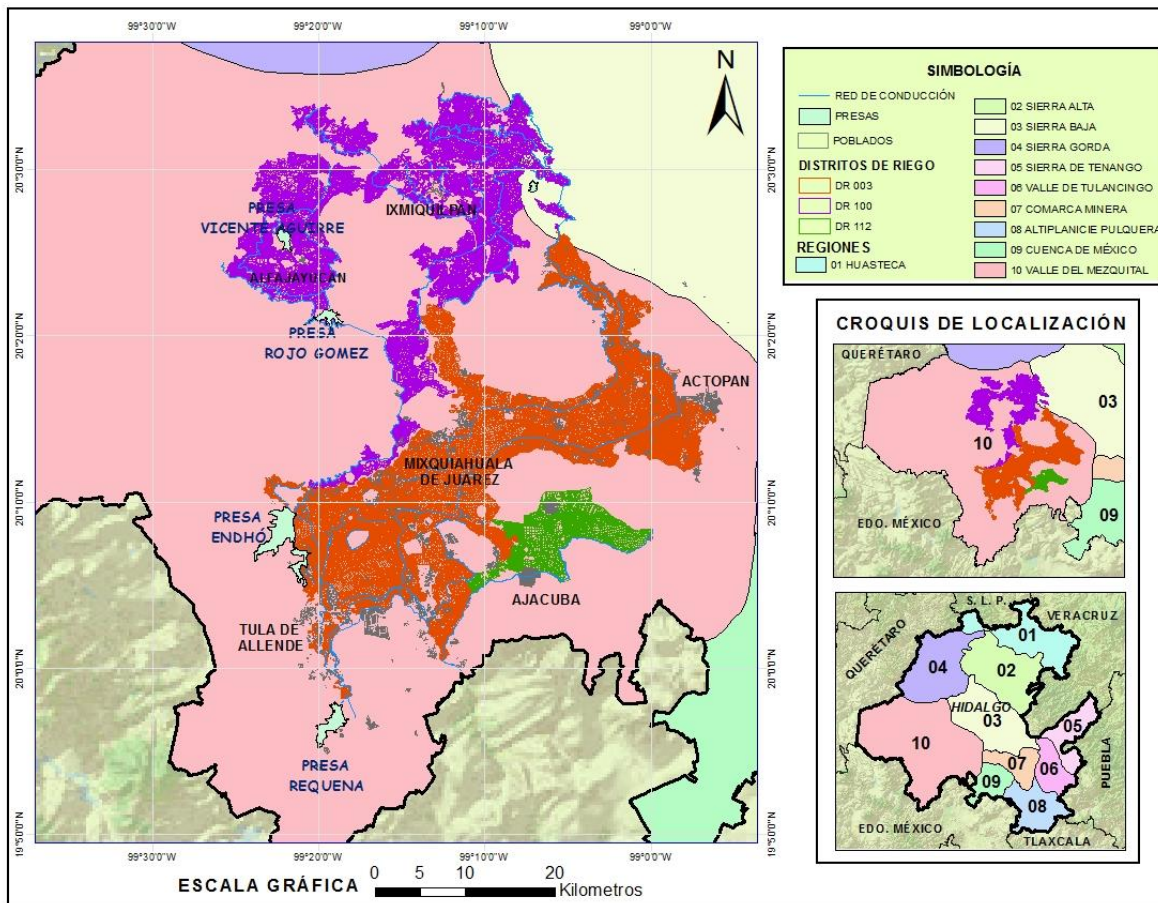 99°30'0"W 99°20'0"W 99°10'0"W 99°0'0"W
N
20°30'0"N
20°30'0"N
20°20'0"N
20°20'0"N
20°10'0"N
20°10'0"N
20°0'0"N
20°0'0"N
19°50'0"N
19°50'0"N
PRESA
VICENTE AGUIRRE
IXMIQUILPAN
ALFAJAYUCAN
PRESA
ROJO GOMEZ
ACTOPAN
MIXQUIAHUALA
DE JUÁREZ
PRESA
ENDHÓ
AJACUBA
TULA DE
ALLENDE
PRESA
REQUENA
99°30'0"W 99°20'0"W 99°10'0"W 99°0'0"W
ESCALA GRÁFICA 0 5 10 20
Kilometros
SIMBOLOGÍA
RED DE CONDUCCIÓN
PRESAS
POBLADOS
DISTRITOS DE RIEGO
DR 003
DR 100
DR 112
REGIONES
01 HUASTECA
02 SIERRA ALTA
03 SIERRA BAJA
04 SIERRA GORDA
05 SIERRA DE TENANGO
06 VALLE DE TULANCINGO
07 COMARCA MINERA
08 ALTIPLANICIE PULQUERA
09 CUENCA DE MÉXICO
10 VALLE DEL MEZQUITAL
CROQUIS DE LOCALIZACIÓN
QUERÉTARO
03
10
EDO. MÉXICO
09
S. L. P.
VERACRUZ
01
QUERÉTARO
04
02
HIDALGO
03
05
10
07
06
PUEBLA
09
08
EDO. MÉXICO
TLAXCALA